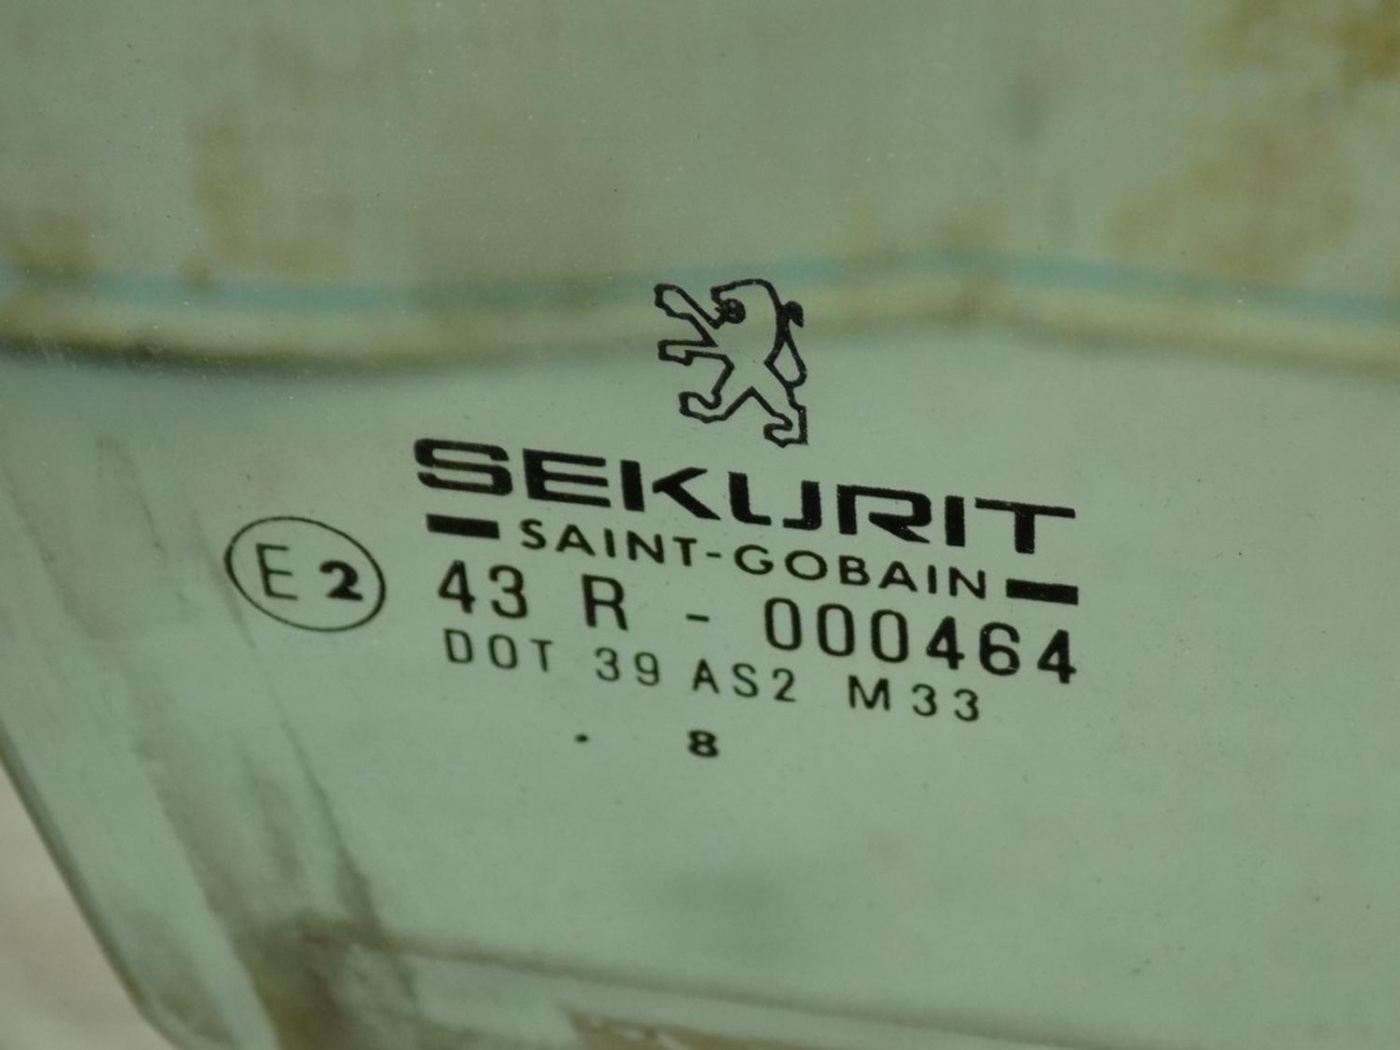 SEKURIT
SAINT-GOBAIN
E2 43 R - 000464
DOT 39 AS2 M33
. 8